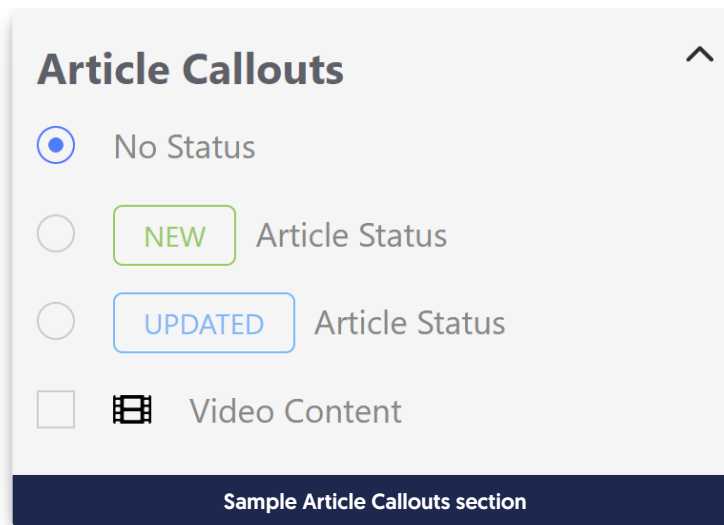 Article Callouts
No Status
NEW Article Status
UPDATED Article Status
Video Content
Sample Article Callouts section